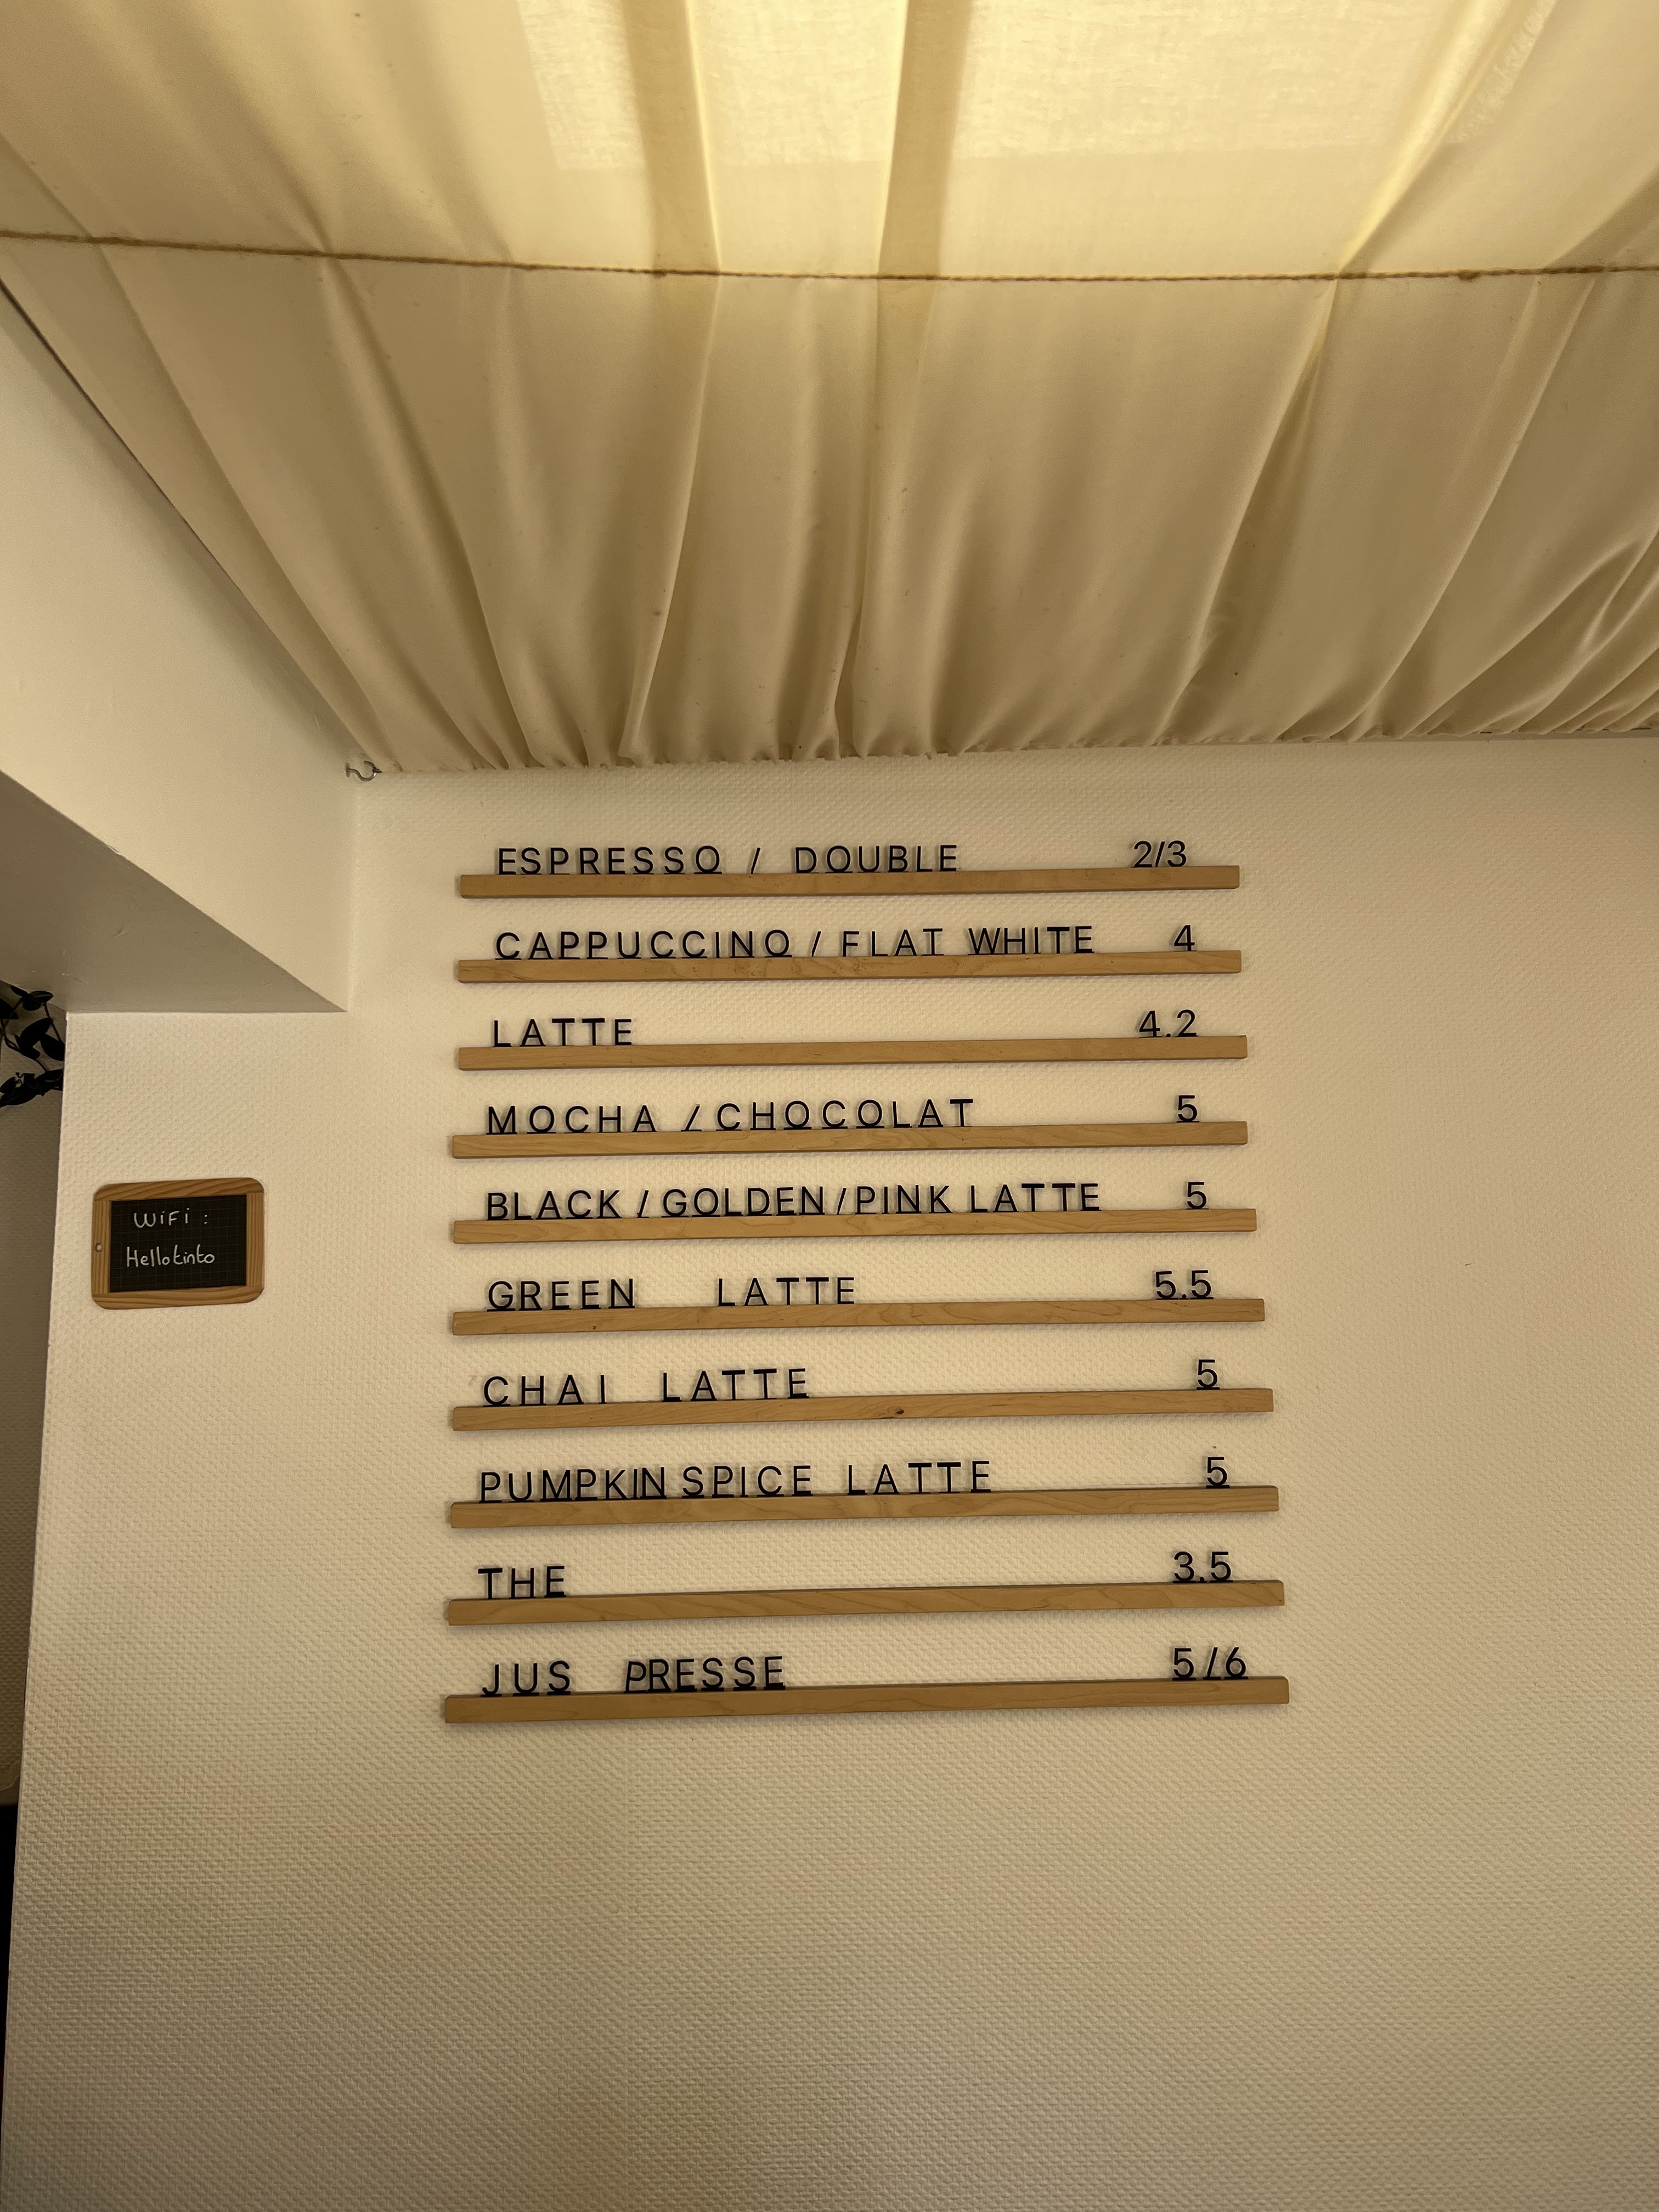 ESPRESSO / DOUBLE 2/3
CAPPUCCINO / FLAT WHITE 4
LATTE 4.2
MOCHA / CHOCOLAT 5
BLACK / GOLDEN / PINK LATTE 5
GREEN LATTE 5.5
CHAI LATTE 5
PUMPKIN SPICE LATTE 5
THE 3.5
JUS PRESSE 5/6
WiFi :
Hellotinto